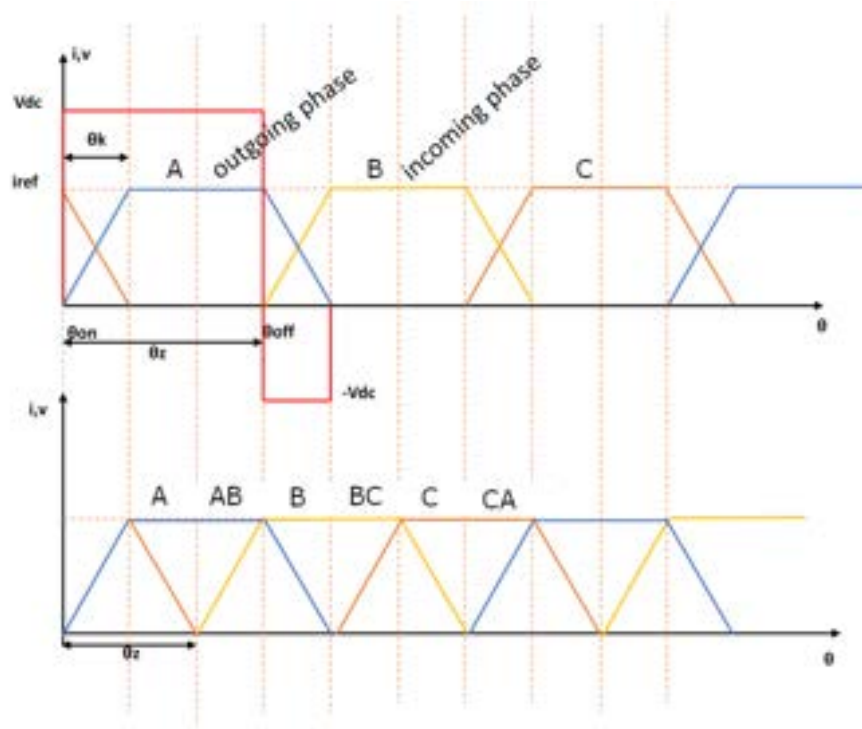 i,v
Vdc
θk
outgoing phase
incoming phase
iref
A
B
C
θon
θoff
θ
θz
-Vdc
i,v
A AB B BC C CA
θz
θ